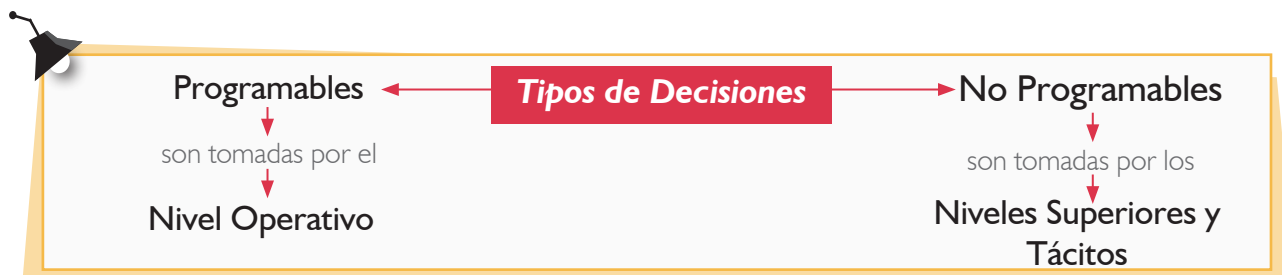 Programables
Tipos de Decisiones
No Programables
son tomadas por el
son tomadas por los
Nivel Operativo
Niveles Superiores y
Tácitos